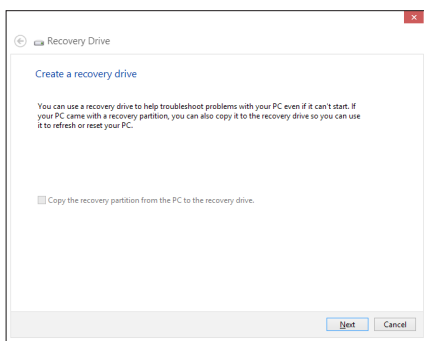 Recovery Drive
Create a recovery drive
You can use a recovery drive to help troubleshoot problems with your PC even if it can't start. If
your PC came with a recovery partition, you can also copy it to the recovery drive so you can use
it to refresh or reset your PC.
Copy the recovery partition from the PC to the recovery drive.
Next Cancel